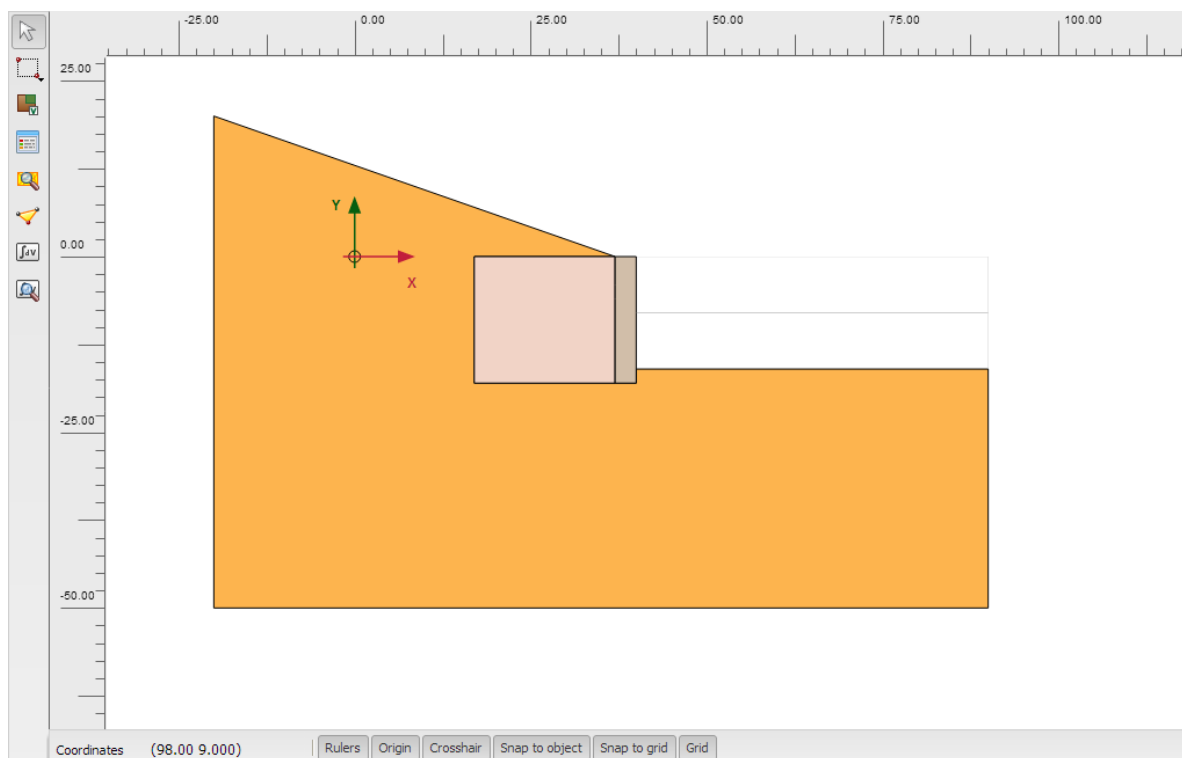 -25.00 0.00 25.00 50.00 75.00 100.00
25.00
Y
0.00
X
-25.00
-50.00
Coordinates (98.00 9.000) Rulers Origin Crosshair Snap to object Snap to grid Grid